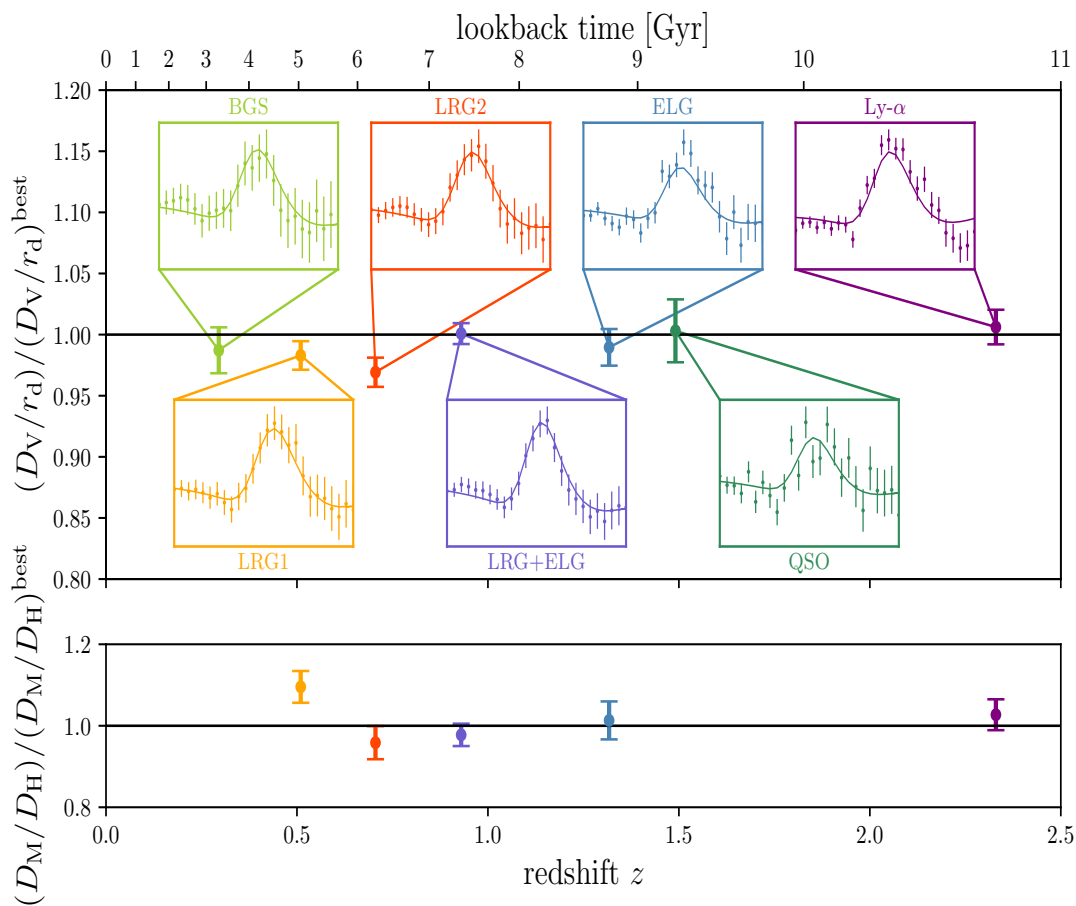 lookback time [Gyr]
0 1 2 3 4 5 6 7 8 9 10 11
(D_V/r_d)/(D_V/r_d)^best
1.20
1.15
1.10
1.05
1.00
0.95
0.90
0.85
0.80
BGS LRG2 ELG Ly-α
LRG1 LRG+ELG QSO
(D_M/D_H)/(D_M/D_H)^best
1.2
1.0
0.8
0.0 0.5 1.0 1.5 2.0 2.5
redshift z